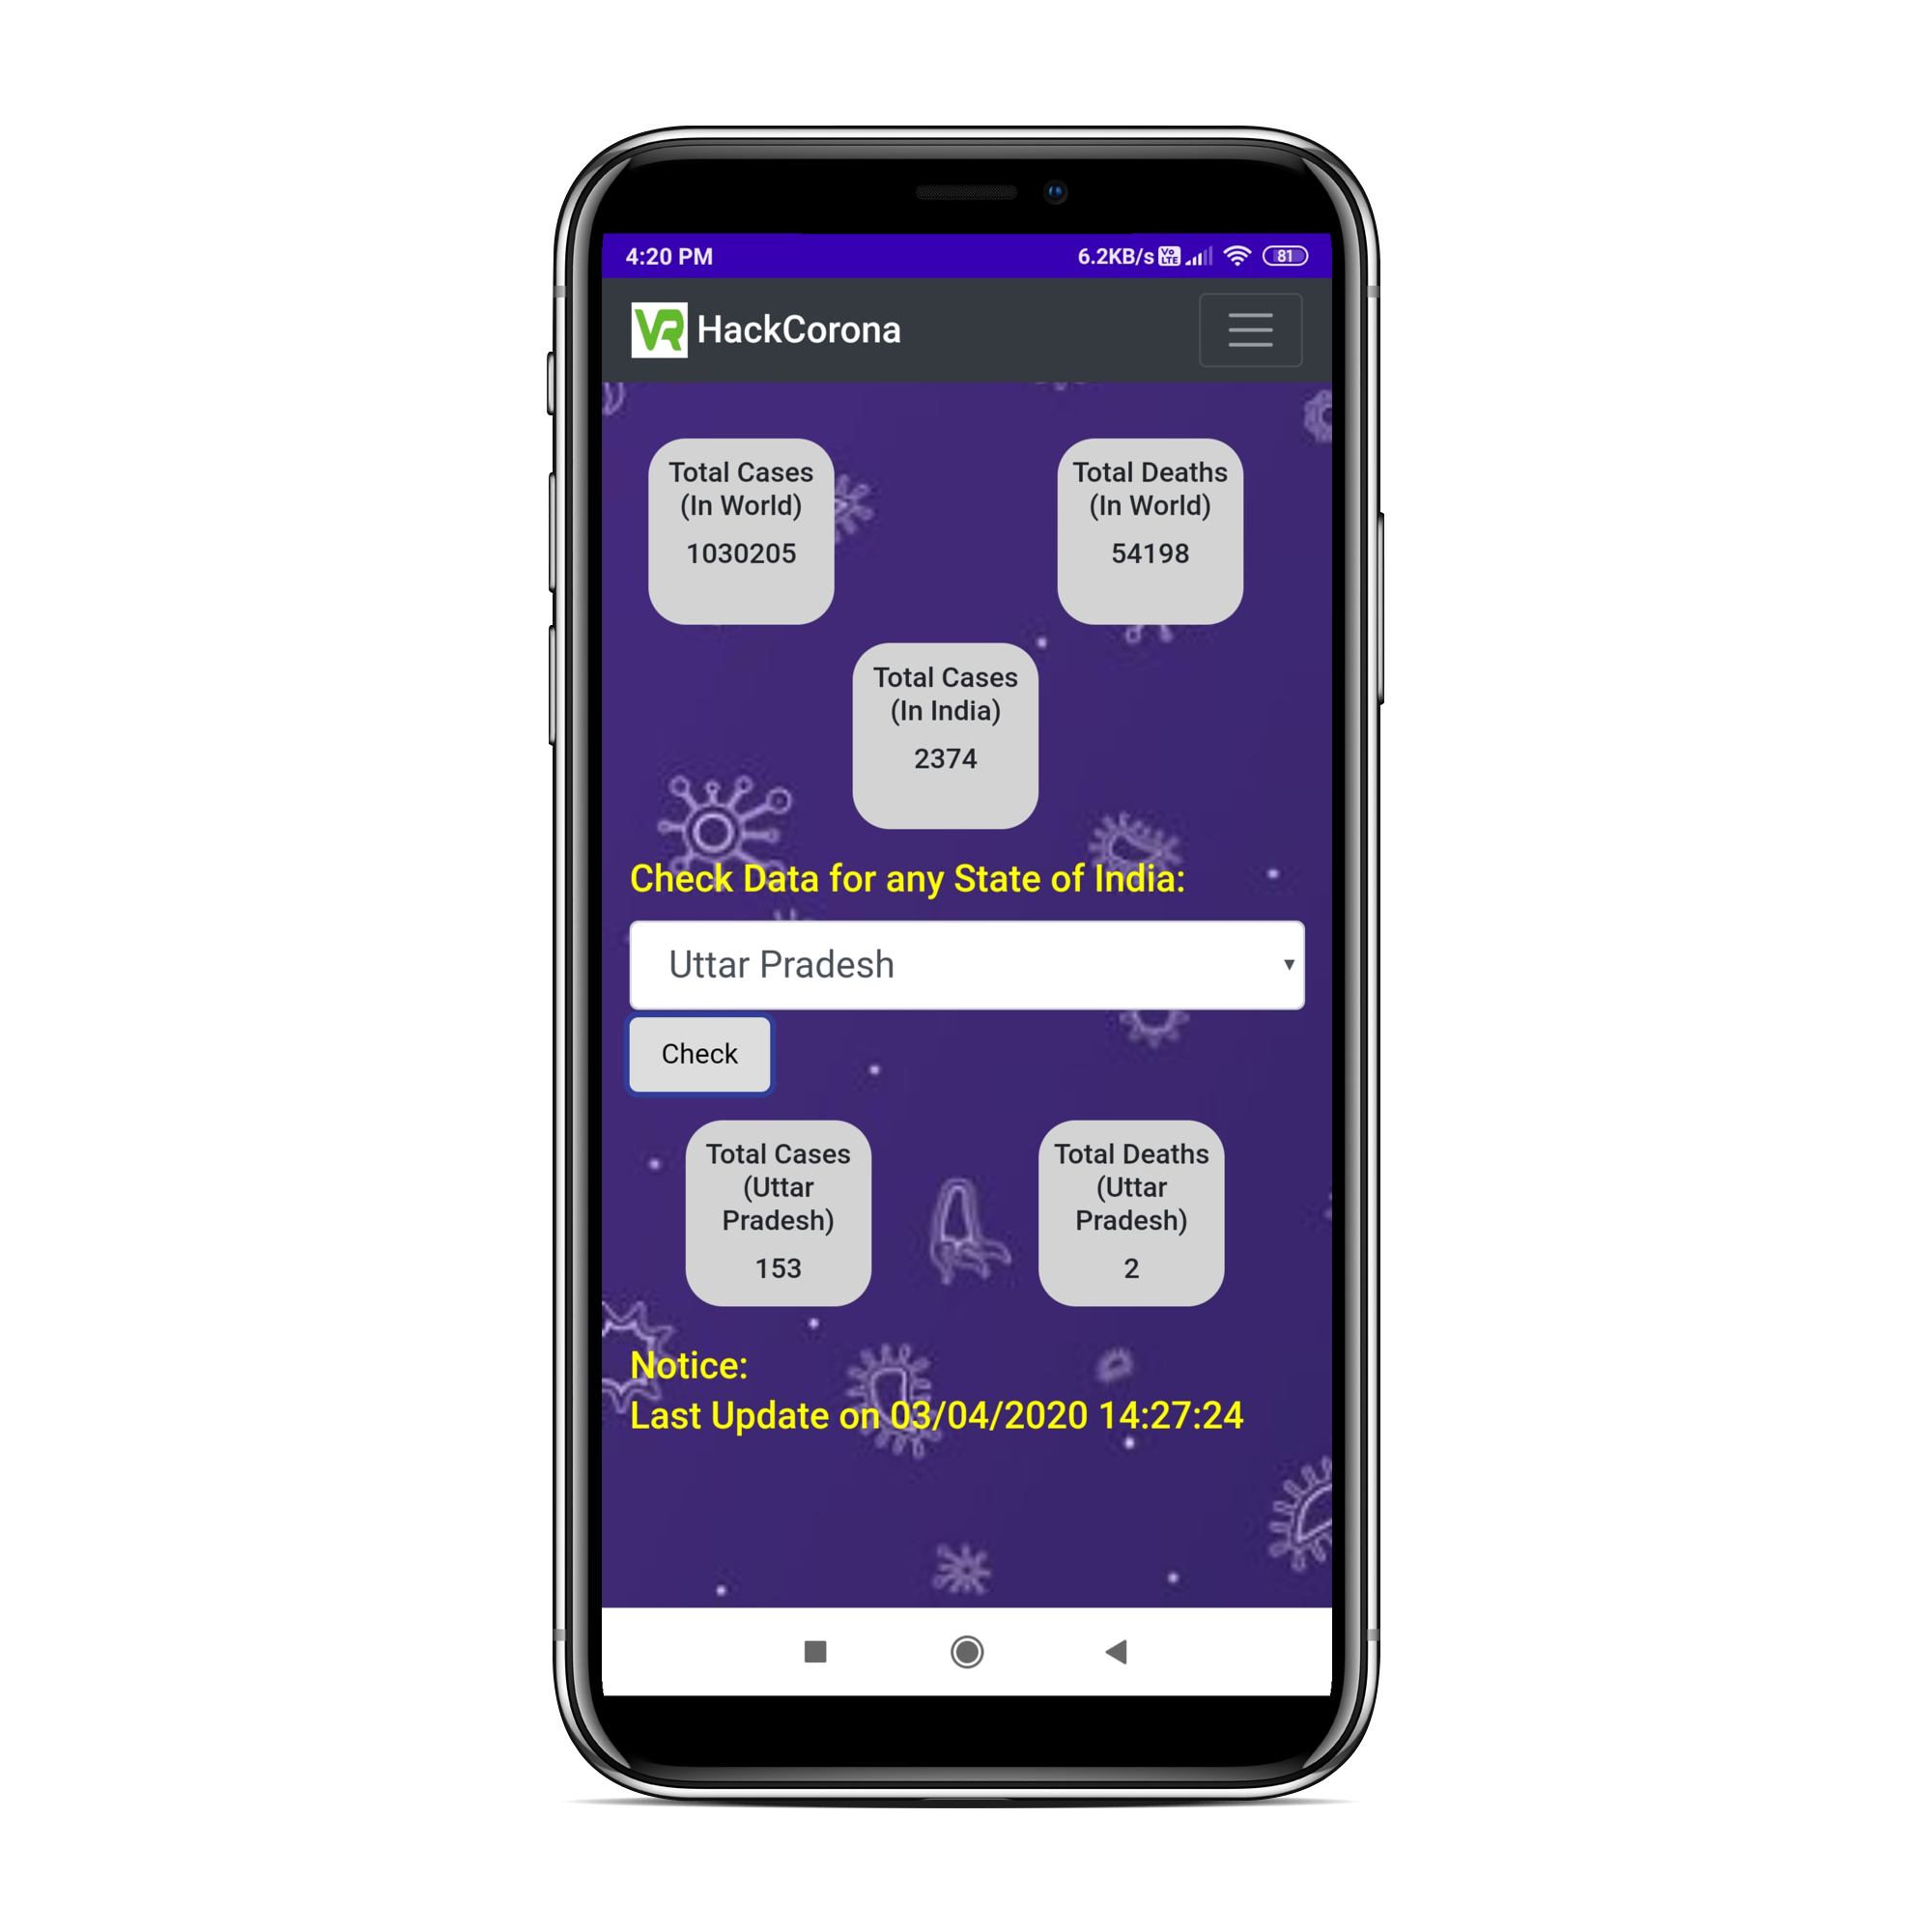 4:20 PM 6.2KB/s Vo LTE 81
VR HackCorona
Total Cases
(In World)
1030205
Total Deaths
(In World)
54198
Total Cases
(In India)
2374
Check Data for any State of India:
Uttar Pradesh
Check
Total Cases
(Uttar
Pradesh)
153
Total Deaths
(Uttar
Pradesh)
2
Notice:
Last Update on 03/04/2020 14:27:24